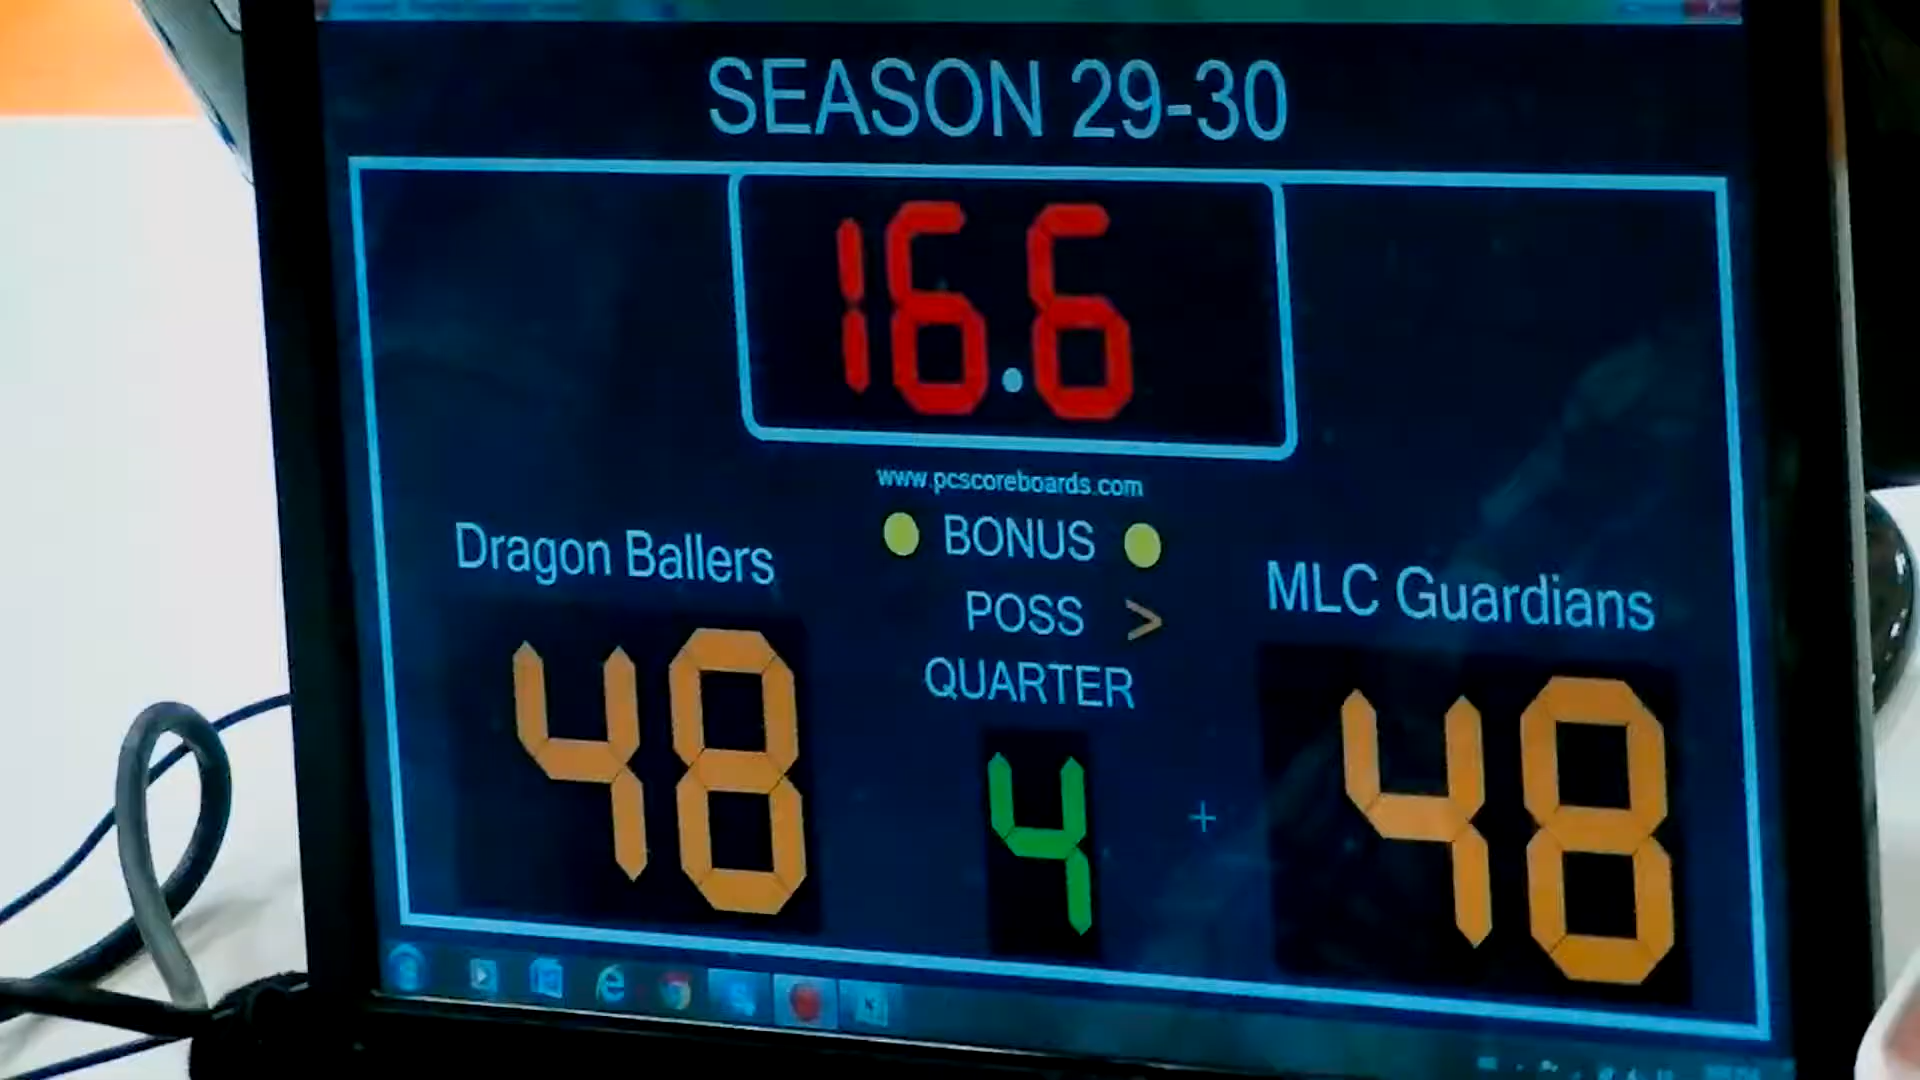 SEASON 29-30
16.6
www.pcscoreboards.com
BONUS
Dragon Ballers
MLC Guardians
POSS >
QUARTER
48
4
48